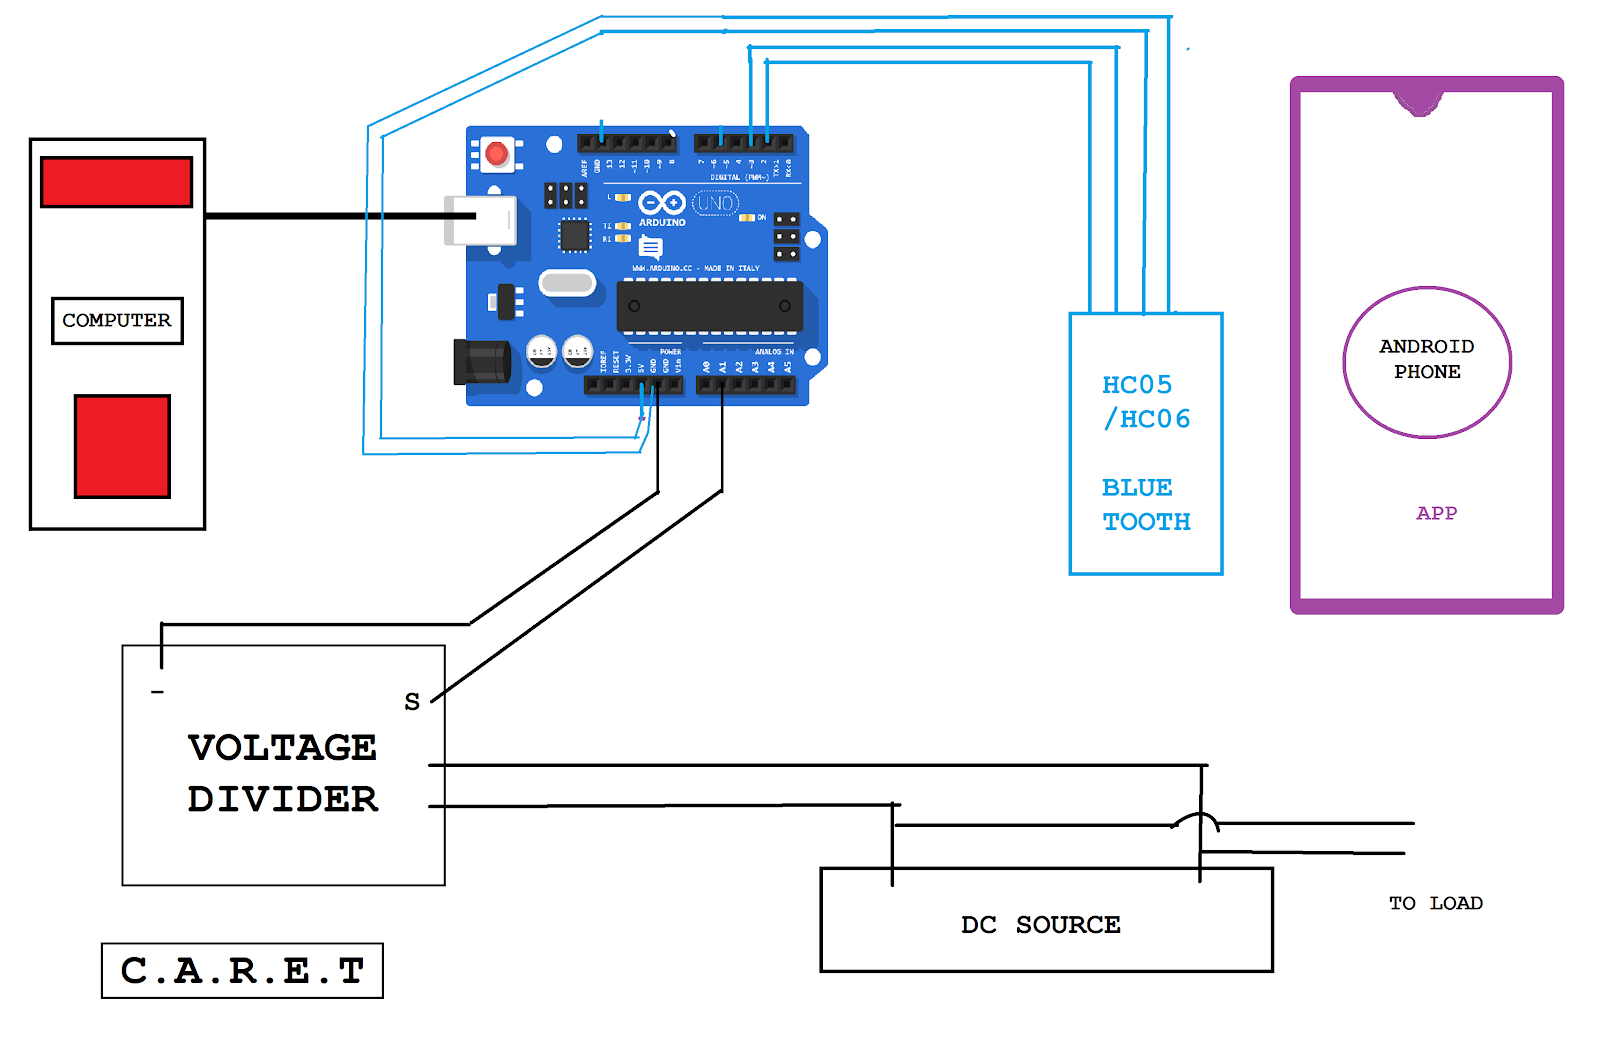 COMPUTER
AREF
GND
13
12
~11
~10
~9
8
7
~6
~5
4
~3
2
TX>1
RX<0
DIGITAL (PWM~)
L
ARDUINO
UNO
ON
WWW.ARDUINO.CC - MADE IN ITALY
POWER
ANALOG IN
IOREF
RESET
3.3V
5V
GND
GND
Vin
A0
A1
A2
A3
A4
A5
HC05
/HC06
BLUE
TOOTH
ANDROID
PHONE
APP
–
S
VOLTAGE
DIVIDER
DC SOURCE
TO LOAD
C.A.R.E.T